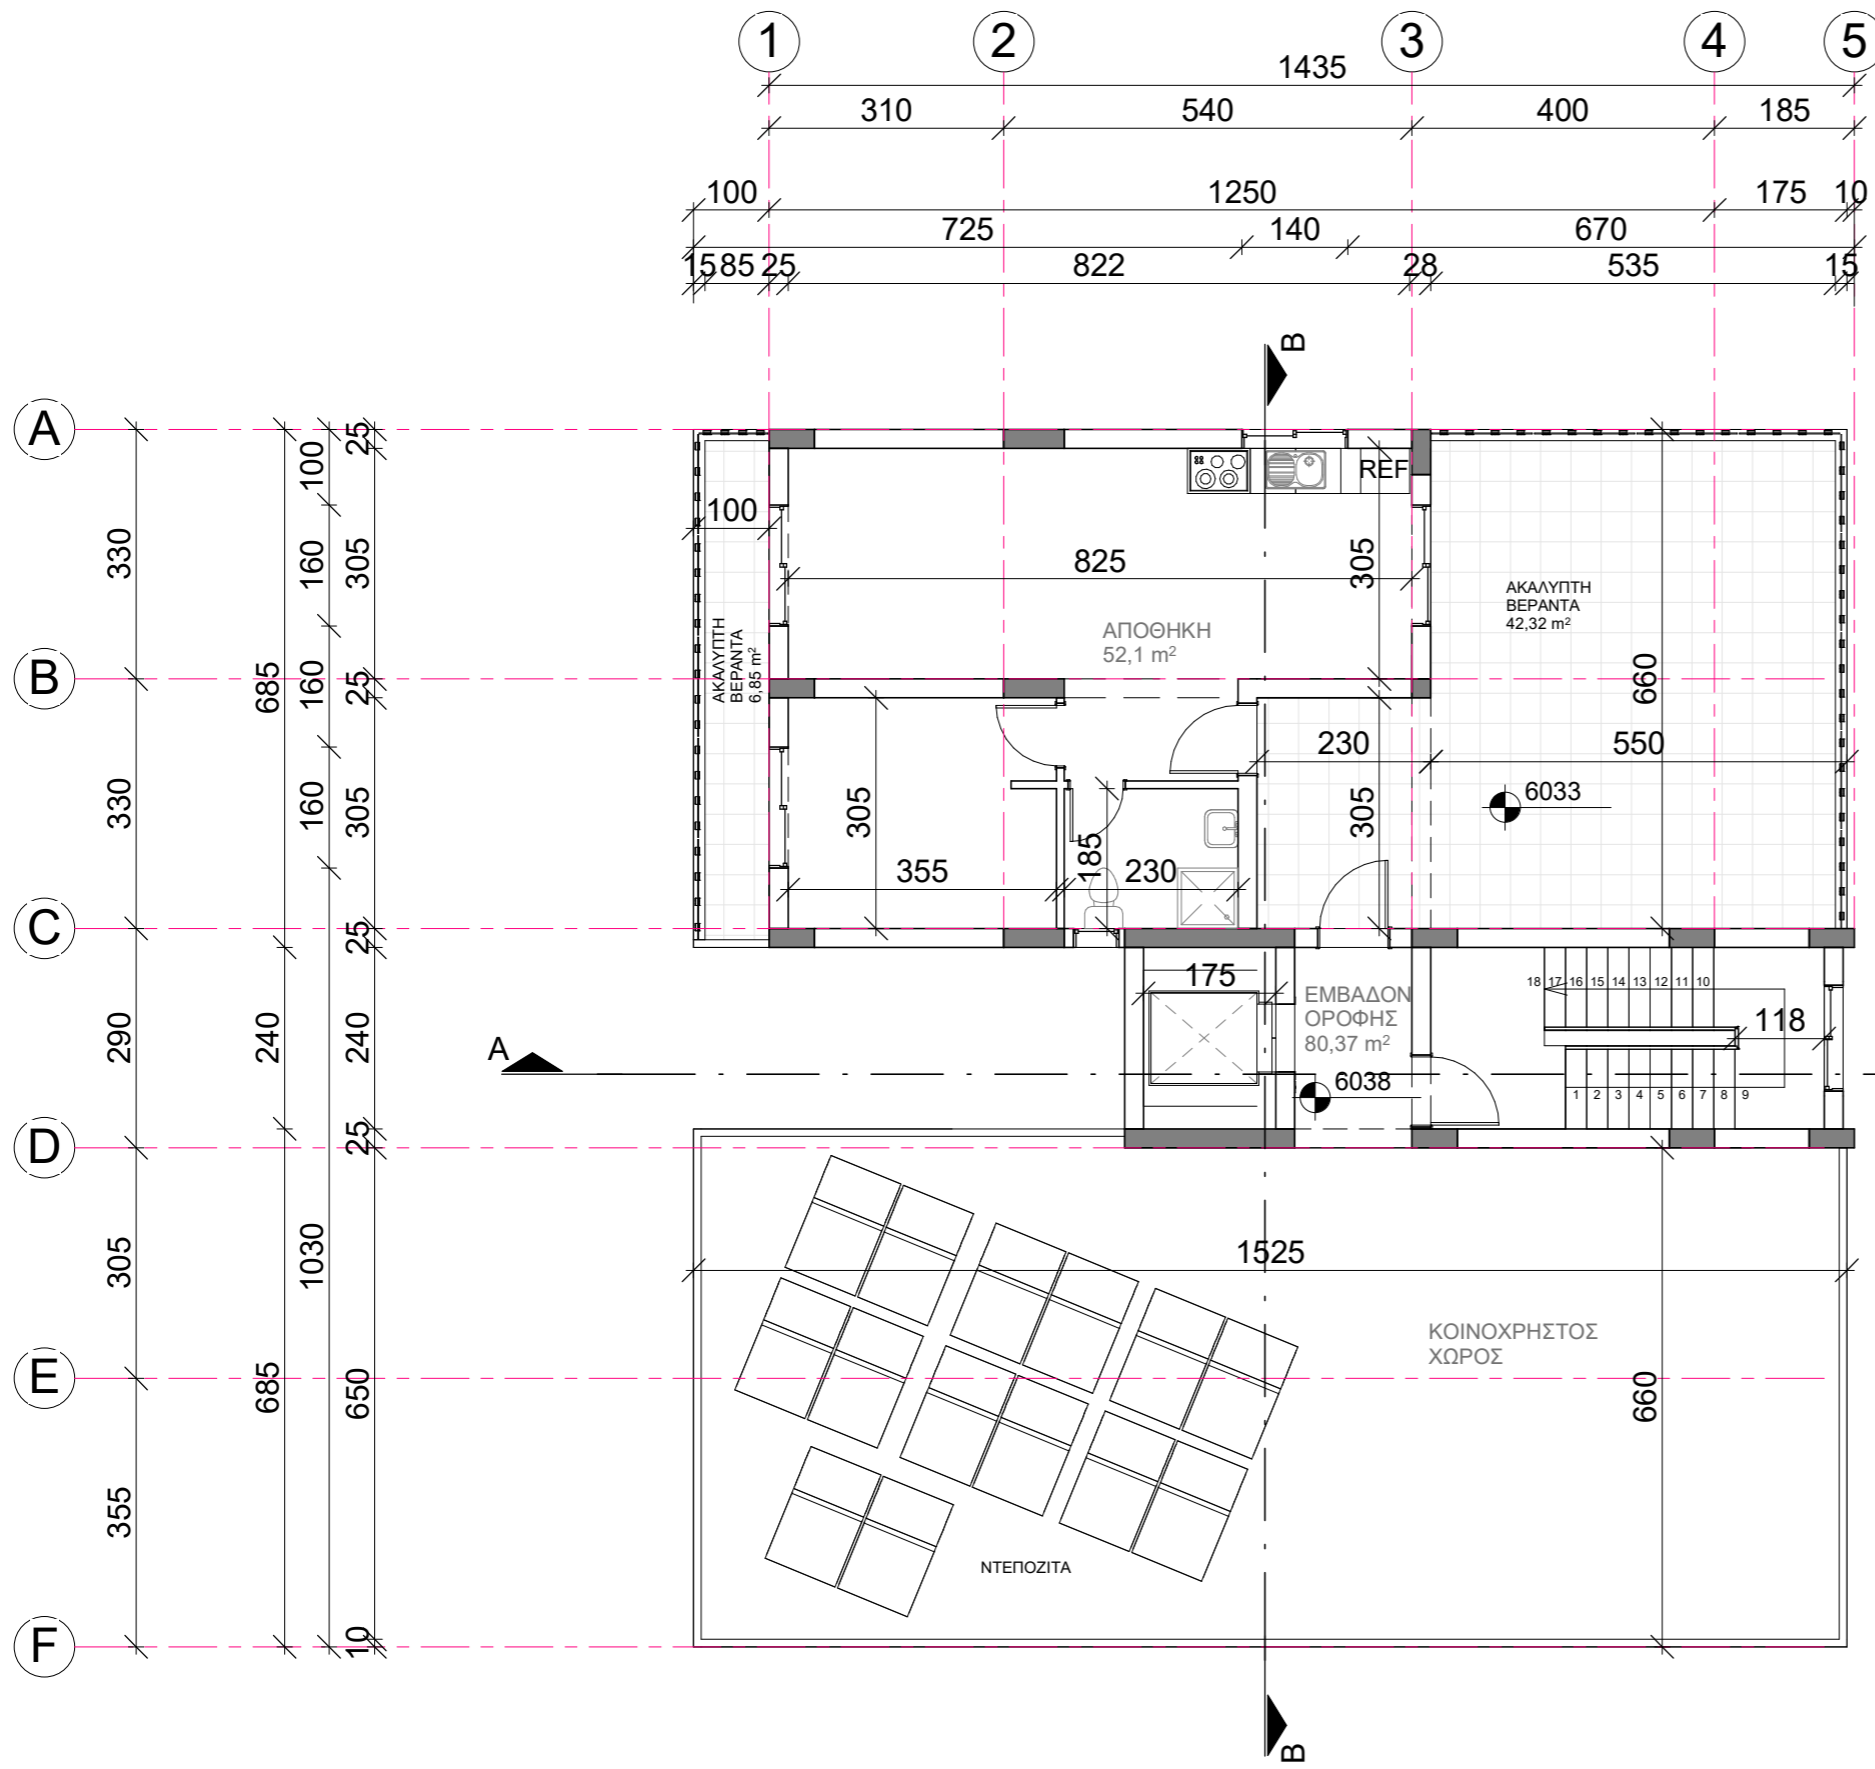 1 2 3 4 5
1435
310 540 400 185
100 1250 175 10
725 140 670
15 85 25 822 28 535 15
B
A
25
100
REF
100
330 160 305
825 305
ΑΚΑΛΥΠΤΗ
ΒΕΡΑΝΤΑ
42,32 m²
ΑΠΟΘΗΚΗ
52,1 m²
ΑΚΑΛΥΠΤΗ
ΒΕΡΑΝΤΑ
6,85 m²
B
685 160 25
660
230 550
6033
330 160 305
305 305
185
355 230
C
25
175
18 17 16 15 14 13 12 11 10
ΕΜΒΑΔΟΝ
ΟΡΟΦΗΣ
80,37 m²
118
290 240 240
A
6038
1 2 3 4 5 6 7 8 9
D
25
305 1030
1525
ΚΟΙΝΟΧΡΗΣΤΟΣ
ΧΩΡΟΣ
E
685 650
660
355
ΝΤΕΠΟΖΙΤΑ
F
10
B